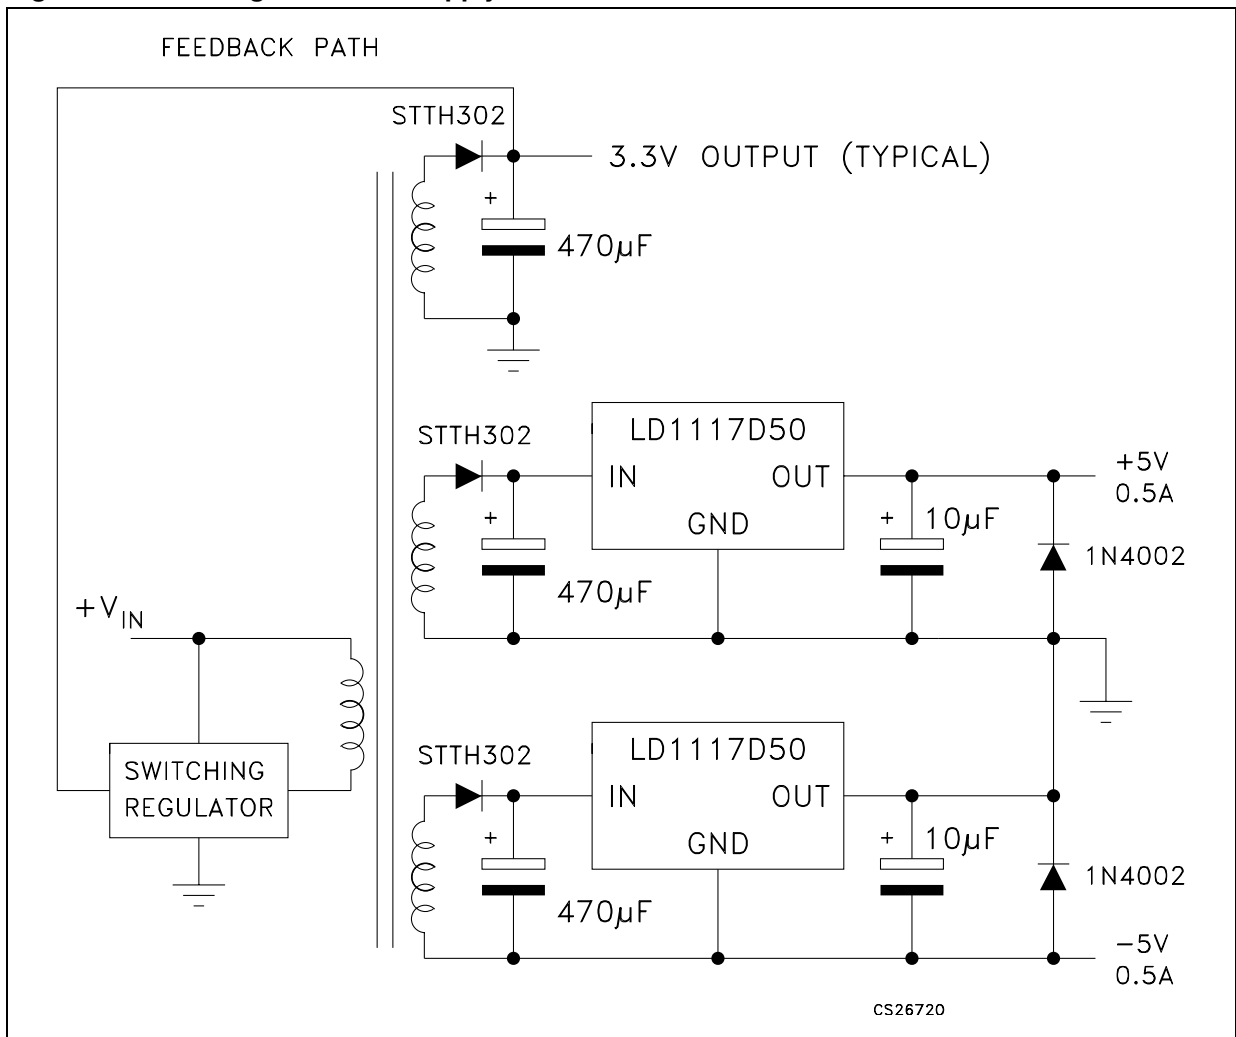 FEEDBACK PATH
STTH302
3.3V OUTPUT (TYPICAL)
+
470µF
STTH302
LD1117D50
IN
OUT
GND
+
470µF
+
10µF
+5V
0.5A
1N4002
+VIN
SWITCHING
REGULATOR
STTH302
LD1117D50
IN
OUT
GND
+
470µF
+
10µF
1N4002
-5V
0.5A
CS26720